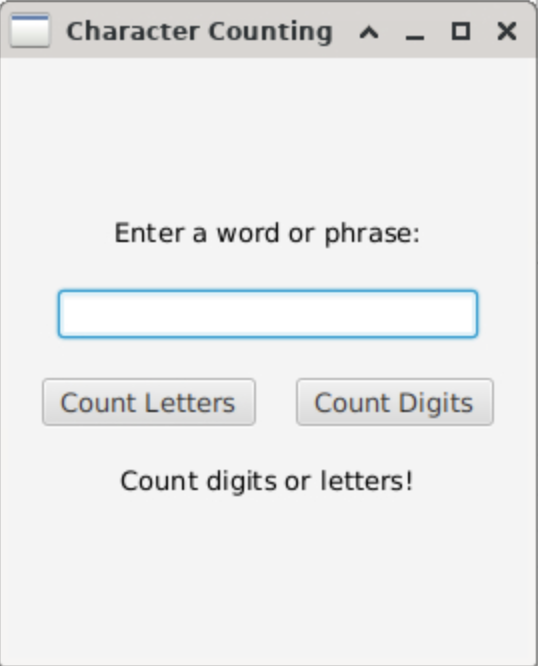 Character Counting
Enter a word or phrase:
Count Letters Count Digits
Count digits or letters!